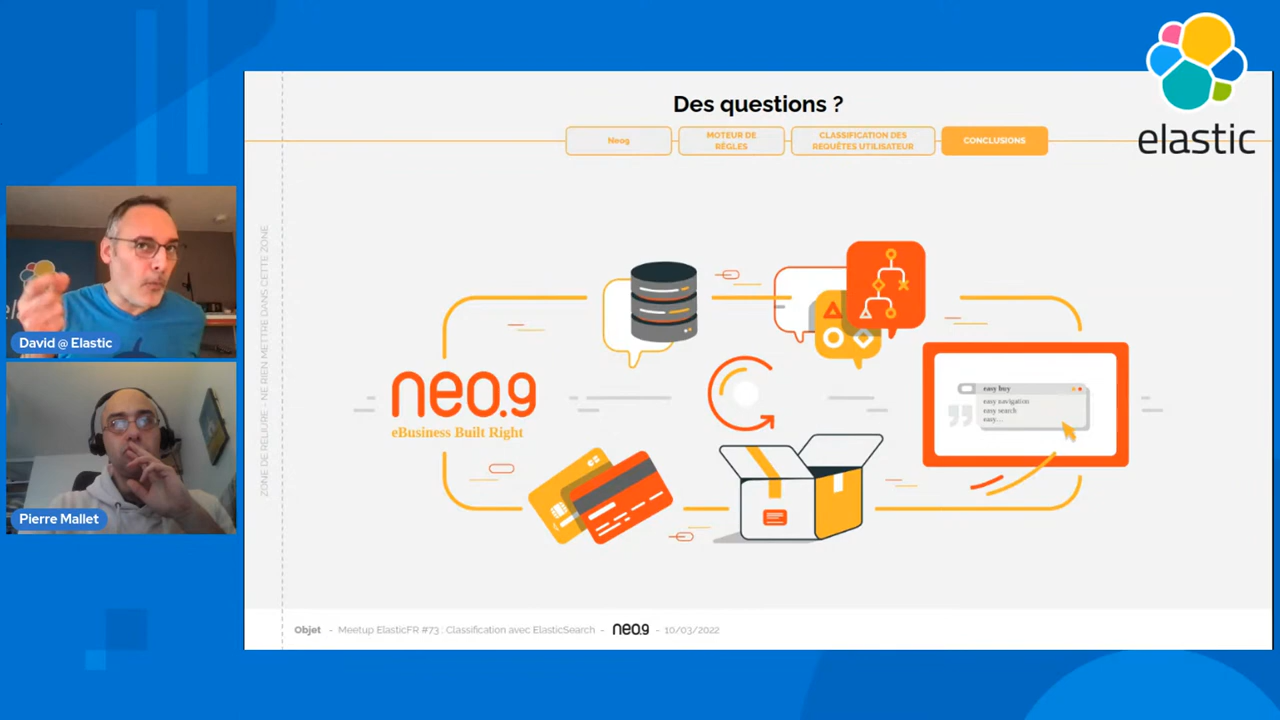 elastic
Des questions ?
Neo9
MOTEUR DE
RÈGLES
CLASSIFICATION DES
REQUÊTES UTILISATEUR
CONCLUSIONS
ZONE DE RELIURE - NE RIEN METTRE DANS CETTE ZONE
David @ Elastic
Pierre Mallet
neo.9
eBusiness Built Right
easy buy
easy navigation
easy search
easy...
Objet - Meetup ElasticFR #73 : Classification avec ElasticSearch - neo.9 - 10/03/2022